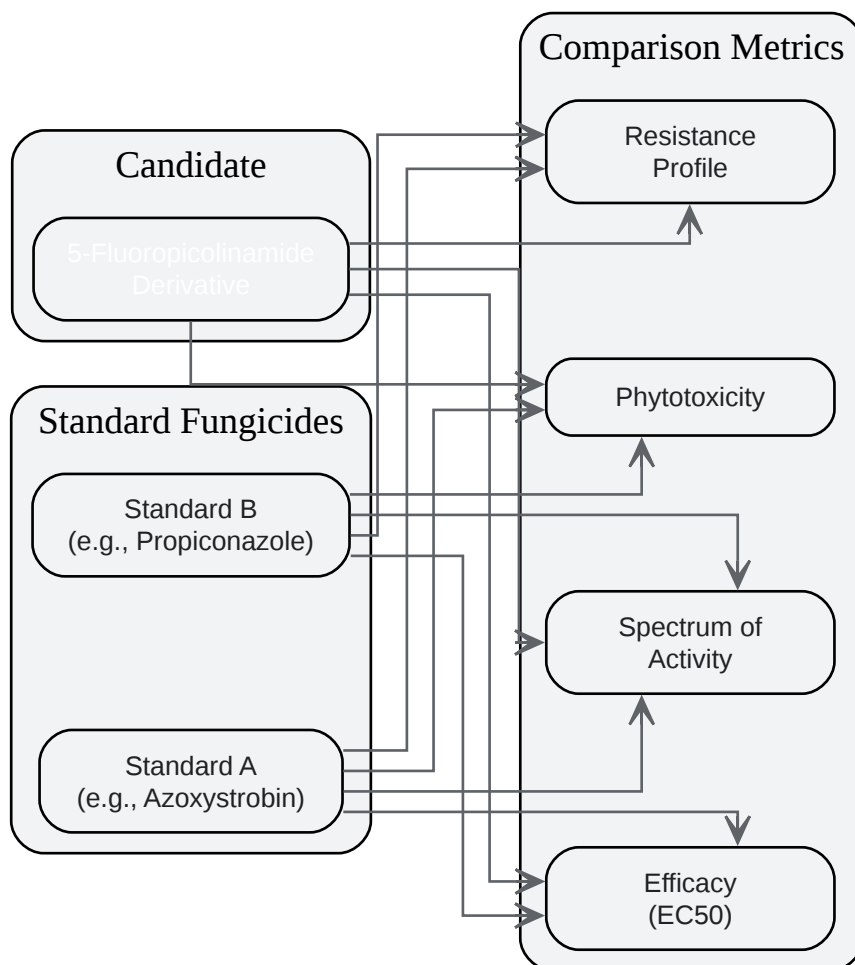 Comparison Metrics
Resistance
Profile
Candidate
5-Fluoropicolinamide
Derivative
Phytotoxicity
Standard Fungicides
Standard B
(e.g., Propiconazole)
Spectrum of
Activity
Standard A
(e.g., Azoxystrobin)
Efficacy
(EC50)